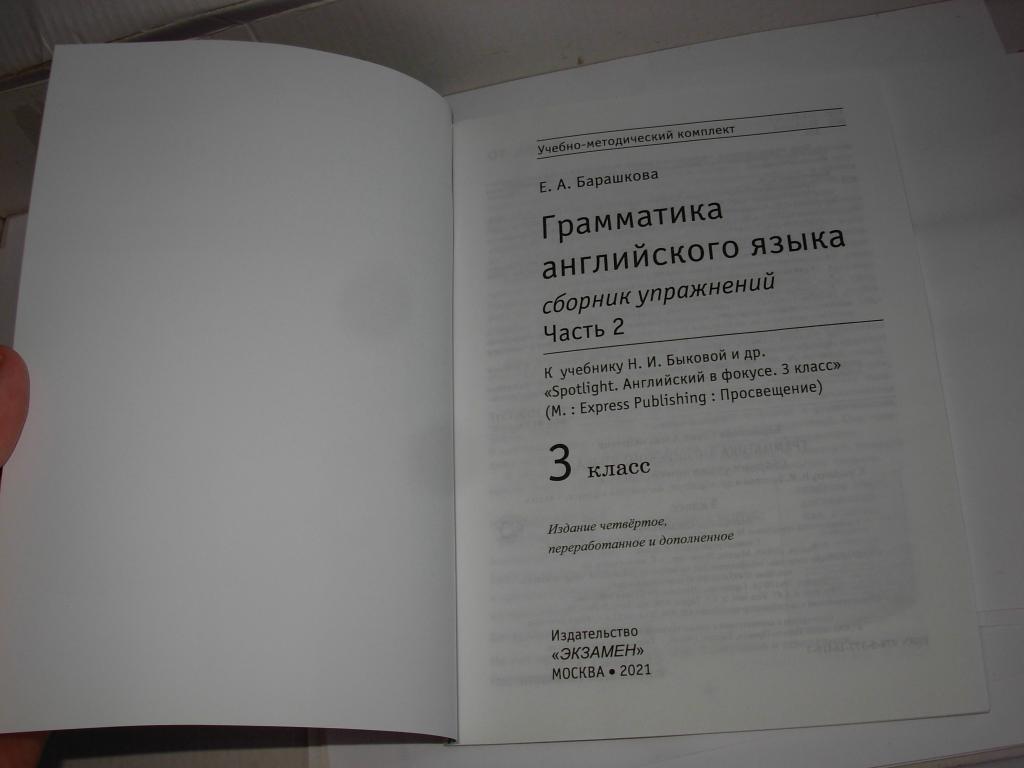 Учебно-методический комплект
Е. А. Барашкова
Грамматика
английского языка
сборник упражнений
Часть 2
К учебнику Н. И. Быковой и др.
«Spotlight. Английский в фокусе. 3 класс»
(М. : Express Publishing : Просвещение)
3 класс
Издание четвёртое,
переработанное и дополненное
Издательство
«ЭКЗАМЕН»
МОСКВА • 2021